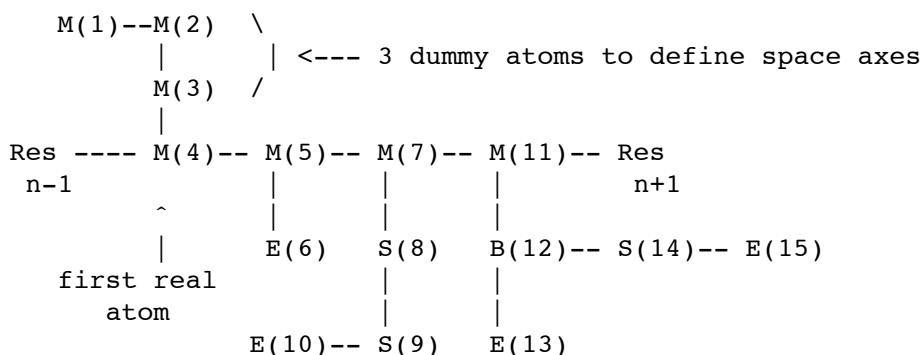 M(1)--M(2) \
| | <--- 3 dummy atoms to define space axes
M(3) /
|
Res ---- M(4)-- M(5)-- M(7)-- M(11)-- Res
n-1 | | | n+1
^ | | |
| E(6) S(8) B(12)-- S(14)-- E(15)
first real | |
atom | |
E(10)-- S(9) E(13)